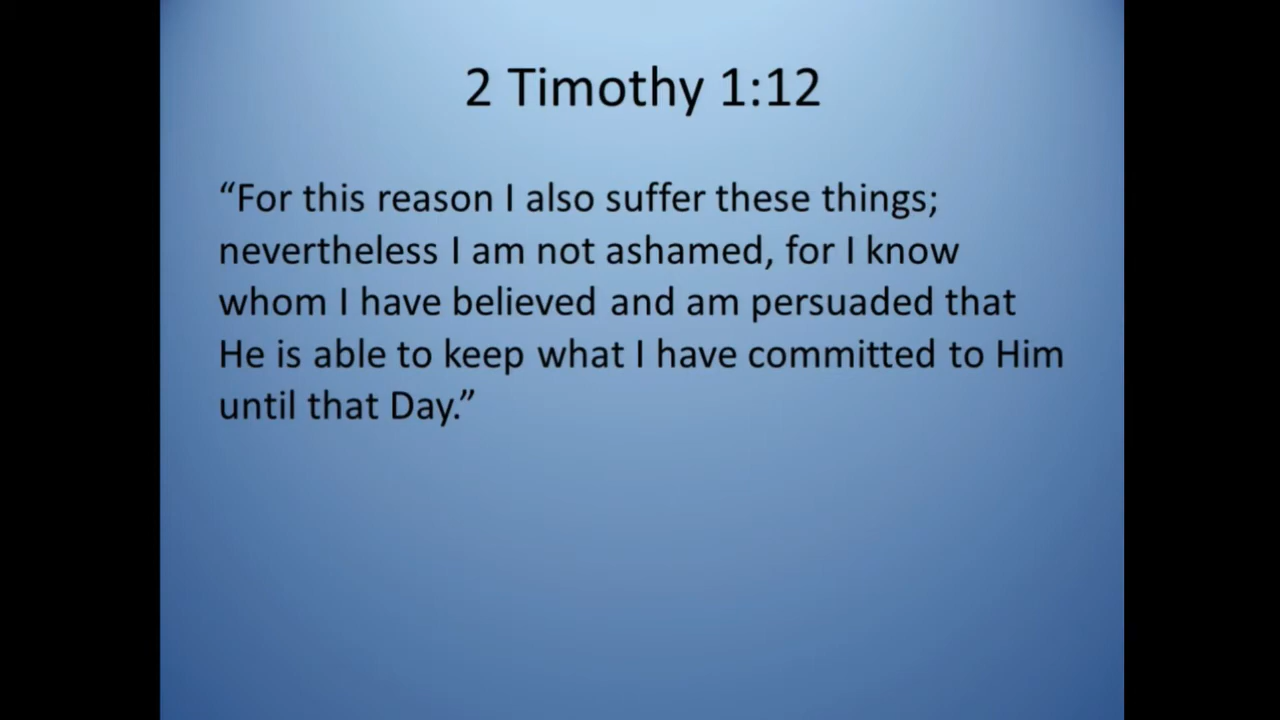 2 Timothy 1:12
“For this reason I also suffer these things;
nevertheless I am not ashamed, for I know
whom I have believed and am persuaded that
He is able to keep what I have committed to Him
until that Day.”